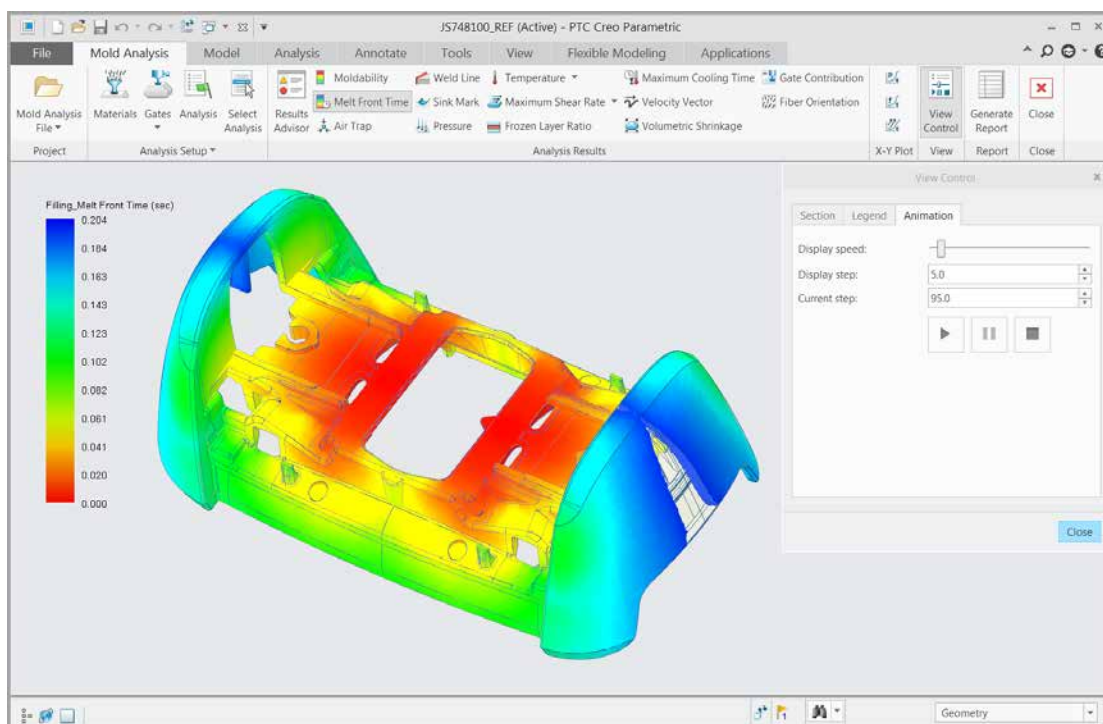 JS748100_REF (Active) - PTC Creo Parametric
File Mold Analysis Model Analysis Annotate Tools View Flexible Modeling Applications
Mold Analysis File
Materials
Gates
Analysis
Select Analysis
Results Advisor
Moldability
Melt Front Time
Air Trap
Weld Line
Sink Mark
Pressure
Temperature
Maximum Shear Rate
Frozen Layer Ratio
Maximum Cooling Time
Velocity Vector
Volumetric Shrinkage
Gate Contribution
Fiber Orientation
View Control
Generate Report
Close
Project Analysis Setup Analysis Results X-Y Plot View Report Close
Filling_Melt Front Time (sec)
0.204
0.184
0.163
0.143
0.123
0.102
0.082
0.061
0.041
0.020
0.000
View Control
Section Legend Animation
Display speed:
Display step: 5.0
Current step: 95.0
Close
Geometry